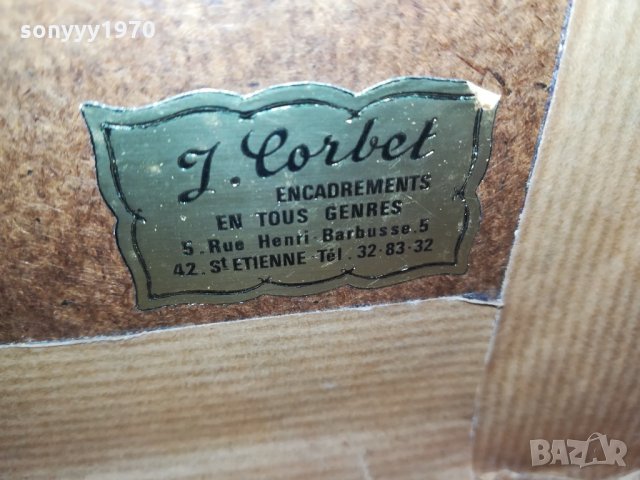 sonyyy1970
J. Corbet
ENCADREMENTS
EN TOUS GENRES
5. Rue Henri-Barbusse.5
42. St ETIENNE Tél. 32-83-32
BAZAR